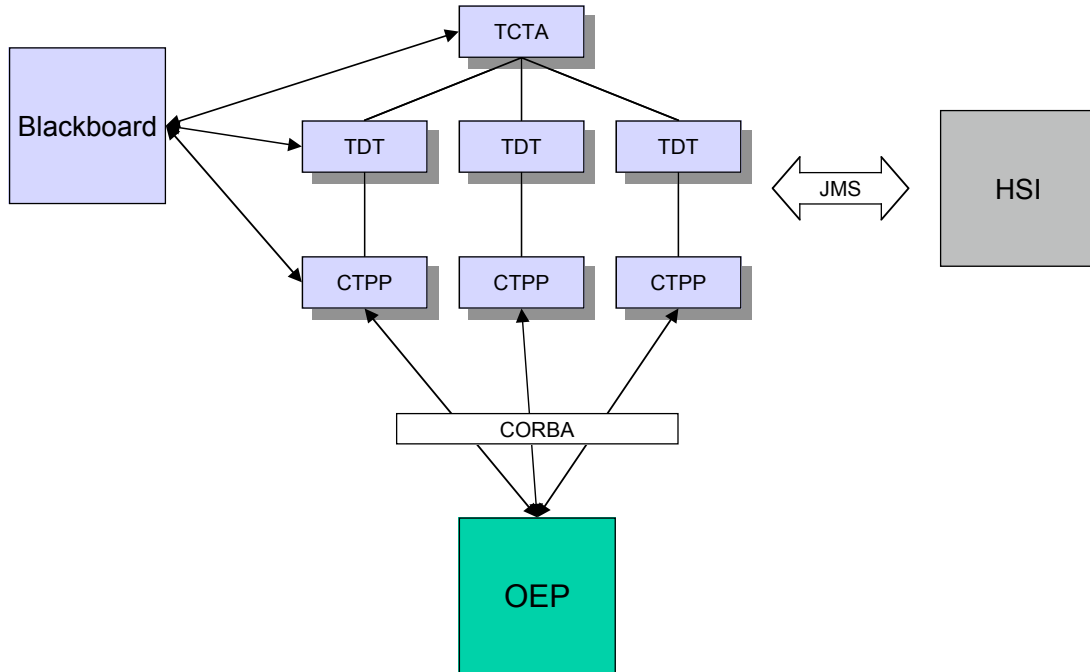 TCTA
Blackboard
TDT
TDT
TDT
JMS
HSI
CTPP
CTPP
CTPP
CORBA
OEP